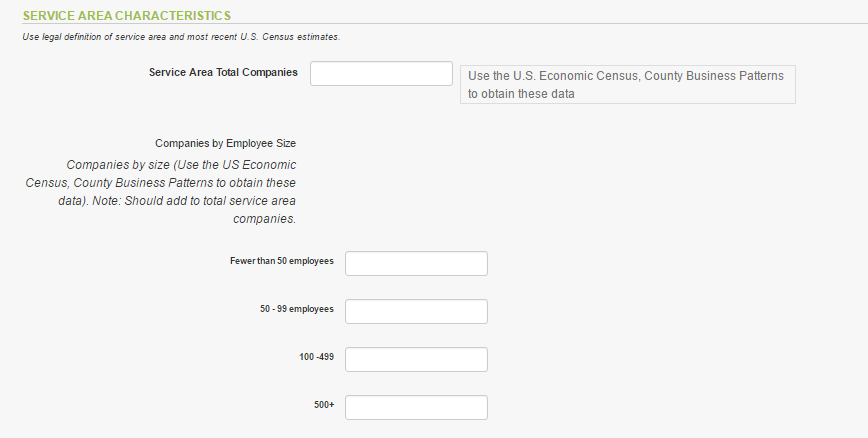 SERVICE AREA CHARACTERISTICS
Use legal definition of service area and most recent U.S. Census estimates.
Service Area Total Companies
Use the U.S. Economic Census, County Business Patterns
to obtain these data
Companies by Employee Size
Companies by size (Use the US Economic
Census, County Business Patterns to obtain these
data). Note: Should add to total service area
companies.
Fewer than 50 employees
50 - 99 employees
100 -499
500+